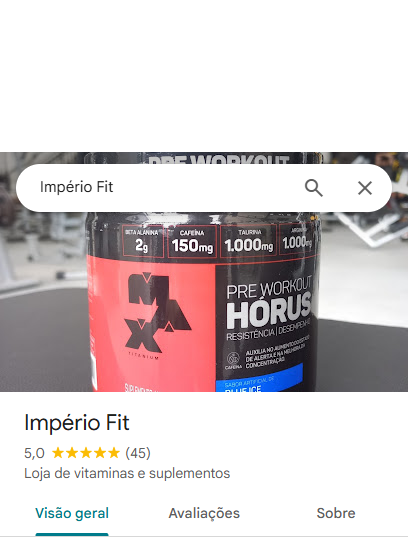 PRE WORKOUT
Império Fit
BETA ALANINA CAFEÍNA TAURINA
2g 150mg 1.000mg 1.000mg
MAX
TITANIUM
PRE WORKOUT
HÓRUS
RESISTÊNCIA | DESEMPENHO
CAFEÍNA
AUXILIA NO AUMENTO DO ESTADO
DE ALERTA E NA MELHORA DA
CONCENTRAÇÃO.
SABOR ARTIFICIAL DE
BLUE ICE
Império Fit
5,0 ★★★★★ (45)
Loja de vitaminas e suplementos
Visão geral Avaliações Sobre